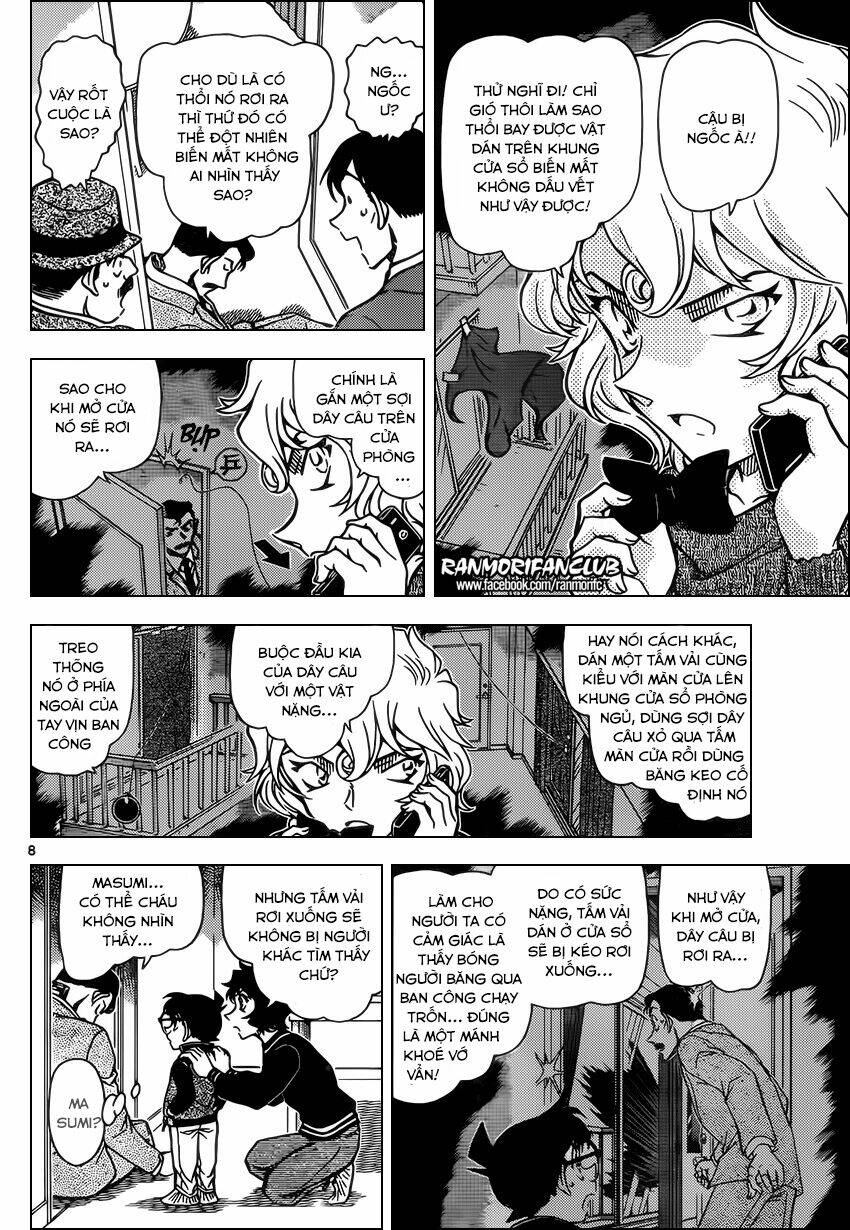 CẬU BỊ
NGỐC À!!
THỬ NGHĨ ĐI! CHỈ
GIÓ THÔI LÀM SAO
THỔI BAY ĐƯỢC VẬT
DÁN TRÊN KHUNG
CỬA SỔ BIẾN MẤT
KHÔNG DẤU VẾT
NHƯ VẬY ĐƯỢC!
RANMORIFANCLUB
www.facebook.com/ranmorifc
NG...
NGỐC
Ư?
CHO DÙ LÀ CÓ
THỔI NÓ RƠI RA
THÌ THỨ ĐÓ CÓ
THỂ ĐỘT NHIÊN
BIẾN MẤT KHÔNG
AI NHÌN THẤY
SAO?
VẬY RỐT
CUỘC LÀ
SAO?
CHÍNH LÀ
GẮN MỘT SỢI
DÂY CÂU TRÊN
CỬA
PHÒNG
...
SAO CHO
KHI MỞ CỬA
NÓ SẼ RƠI
RA...
BỤP
乒
HAY NÓI CÁCH KHÁC,
DÁN MỘT TẤM VẢI CÙNG
KIỂU VỚI MÀN CỬA LÊN
KHUNG CỬA SỔ PHÒNG
NGỦ, DÙNG SỢI DÂY
CÂU XỎ QUA TẤM
MÀN CỬA RỒI DÙNG
BĂNG KEO CỐ
ĐỊNH NÓ
BUỘC ĐẦU KIA
CỦA DÂY CÂU
VỚI MỘT VẬT
NẶNG...
TREO
THÕNG
NÓ Ở PHÍA
NGOÀI CỦA
TAY VỊN BAN
CÔNG
8
NHƯ VẬY
KHI MỞ CỬA,
DÂY CÂU BỊ
RƠI RA...
DO CÓ SỨC
NẶNG, TẤM VẢI
DÁN Ở CỬA SỔ
SẼ BỊ KÉO RƠI
XUỐNG...
LÀM CHO
NGƯỜI TA CÓ
CẢM GIÁC LÀ
THẤY BÓNG
NGƯỜI BĂNG QUA
BAN CÔNG CHẠY
TRỐN... ĐÚNG
LÀ MỘT MÁNH
KHOÉ VỚ
VẨN!
NHƯNG TẤM VẢI
RƠI XUỐNG SẼ
KHÔNG BỊ NGƯỜI
KHÁC TÌM THẤY
CHỨ?
MASUMI...
CÓ THỂ CHÁU
KHÔNG NHÌN
THẤY...
MA
SUMI?